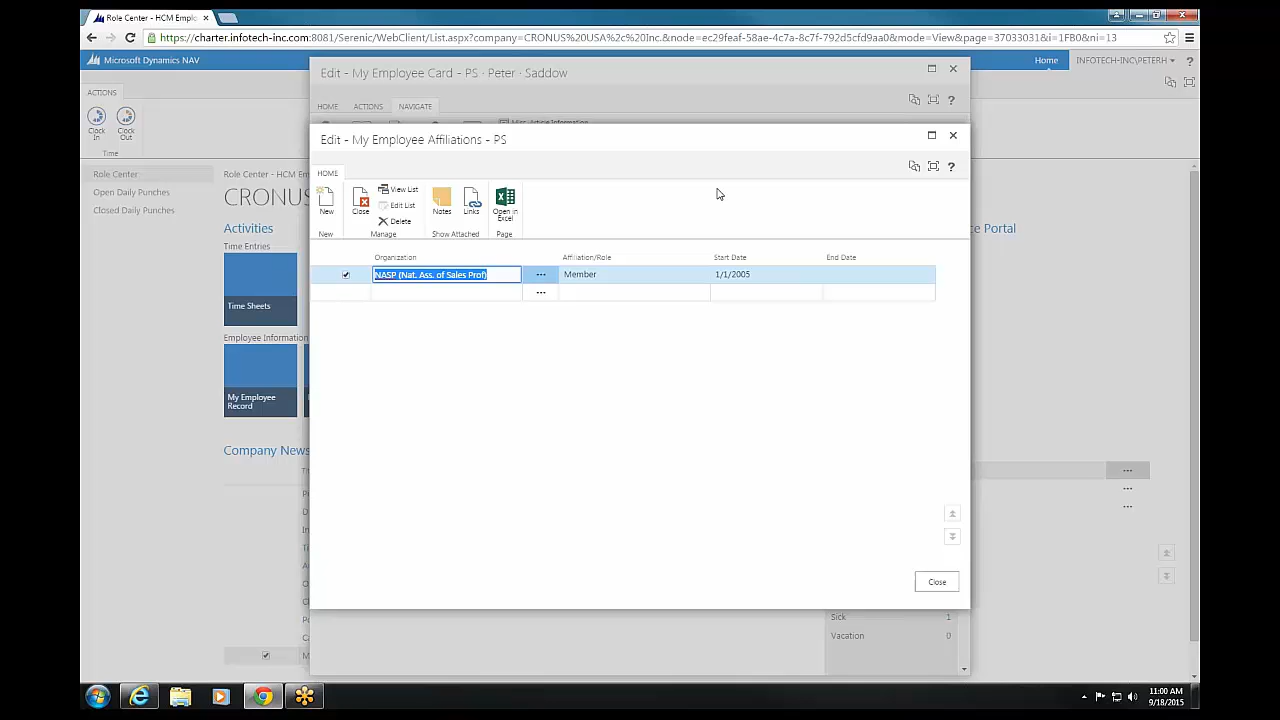 Role Center - HCM Emplo
https://charter.infotech-inc.com:8081/Serenic/WebClient/List.aspx?company=CRONUS%20USA%2c%20Inc.&node=ec29feaf-58ae-4c7a-8c7f-792d5cfd9aa0&mode=View&page=37033031&i=1FB0&ni=13
Microsoft Dynamics NAV
Home
INFOTECH-INC\PETERH
?
ACTIONS
Clock In
Clock Out
Time
Role Center
Open Daily Punches
Closed Daily Punches
Role Center - HC
CRONUS
Activities
Time Entries
Time Sheets
Employee Information
My Employee Record
Company News
Edit - My Employee Card - PS · Peter · Saddow
HOME
ACTIONS
NAVIGATE
?
Misc. Article Information
Edit - My Employee Affiliations - PS
HOME
?
New
Close
View List
Edit List
Delete
Notes
Links
Open in Excel
New
Manage
Show Attached
Page
Organization
Affiliation/Role
Start Date
End Date
NASP (Nat. Ass. of Sales Prof)
Member
1/1/2005
Close
ce Portal
Sick
1
Vacation
0
11:00 AM
9/18/2015